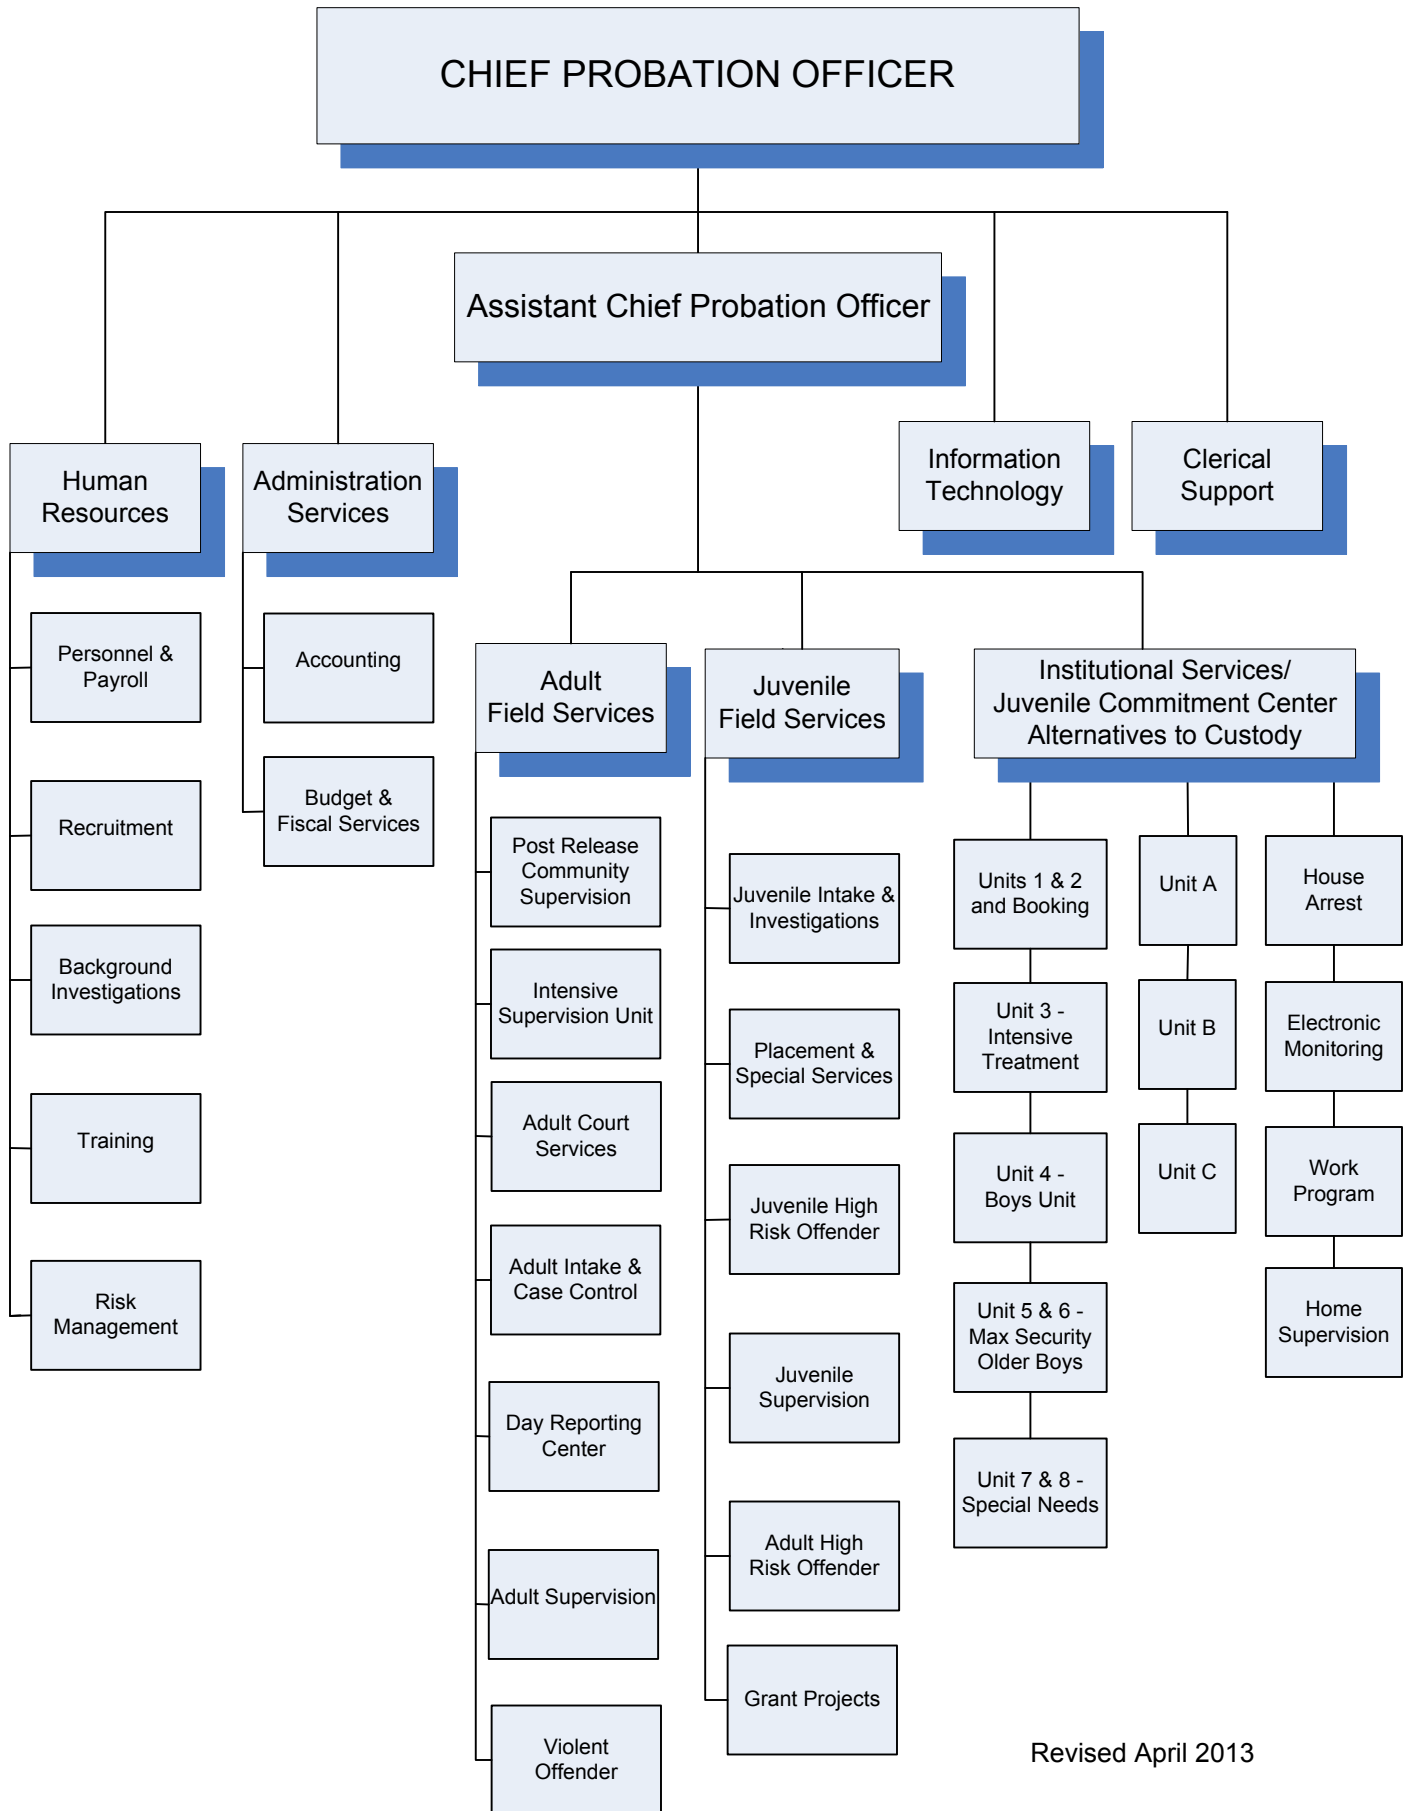 CHIEF PROBATION OFFICER
Assistant Chief Probation Officer
Human
Resources
Administration
Services
Information
Technology
Clerical
Support
Personnel &
Payroll
Recruitment
Background
Investigations
Training
Risk
Management
Accounting
Budget &
Fiscal Services
Adult
Field Services
Post Release
Community
Supervision
Intensive
Supervision Unit
Adult Court
Services
Adult Intake &
Case Control
Day Reporting
Center
Adult Supervision
Violent
Offender
Juvenile
Field Services
Juvenile Intake &
Investigations
Placement &
Special Services
Juvenile High
Risk Offender
Juvenile
Supervision
Adult High
Risk Offender
Grant Projects
Institutional Services/
Juvenile Commitment Center
Alternatives to Custody
Units 1 & 2
and Booking
Unit 3 -
Intensive
Treatment
Unit 4 -
Boys Unit
Unit 5 & 6 -
Max Security
Older Boys
Unit 7 & 8 -
Special Needs
Unit A
Unit B
Unit C
House
Arrest
Electronic
Monitoring
Work
Program
Home
Supervision
Revised April 2013